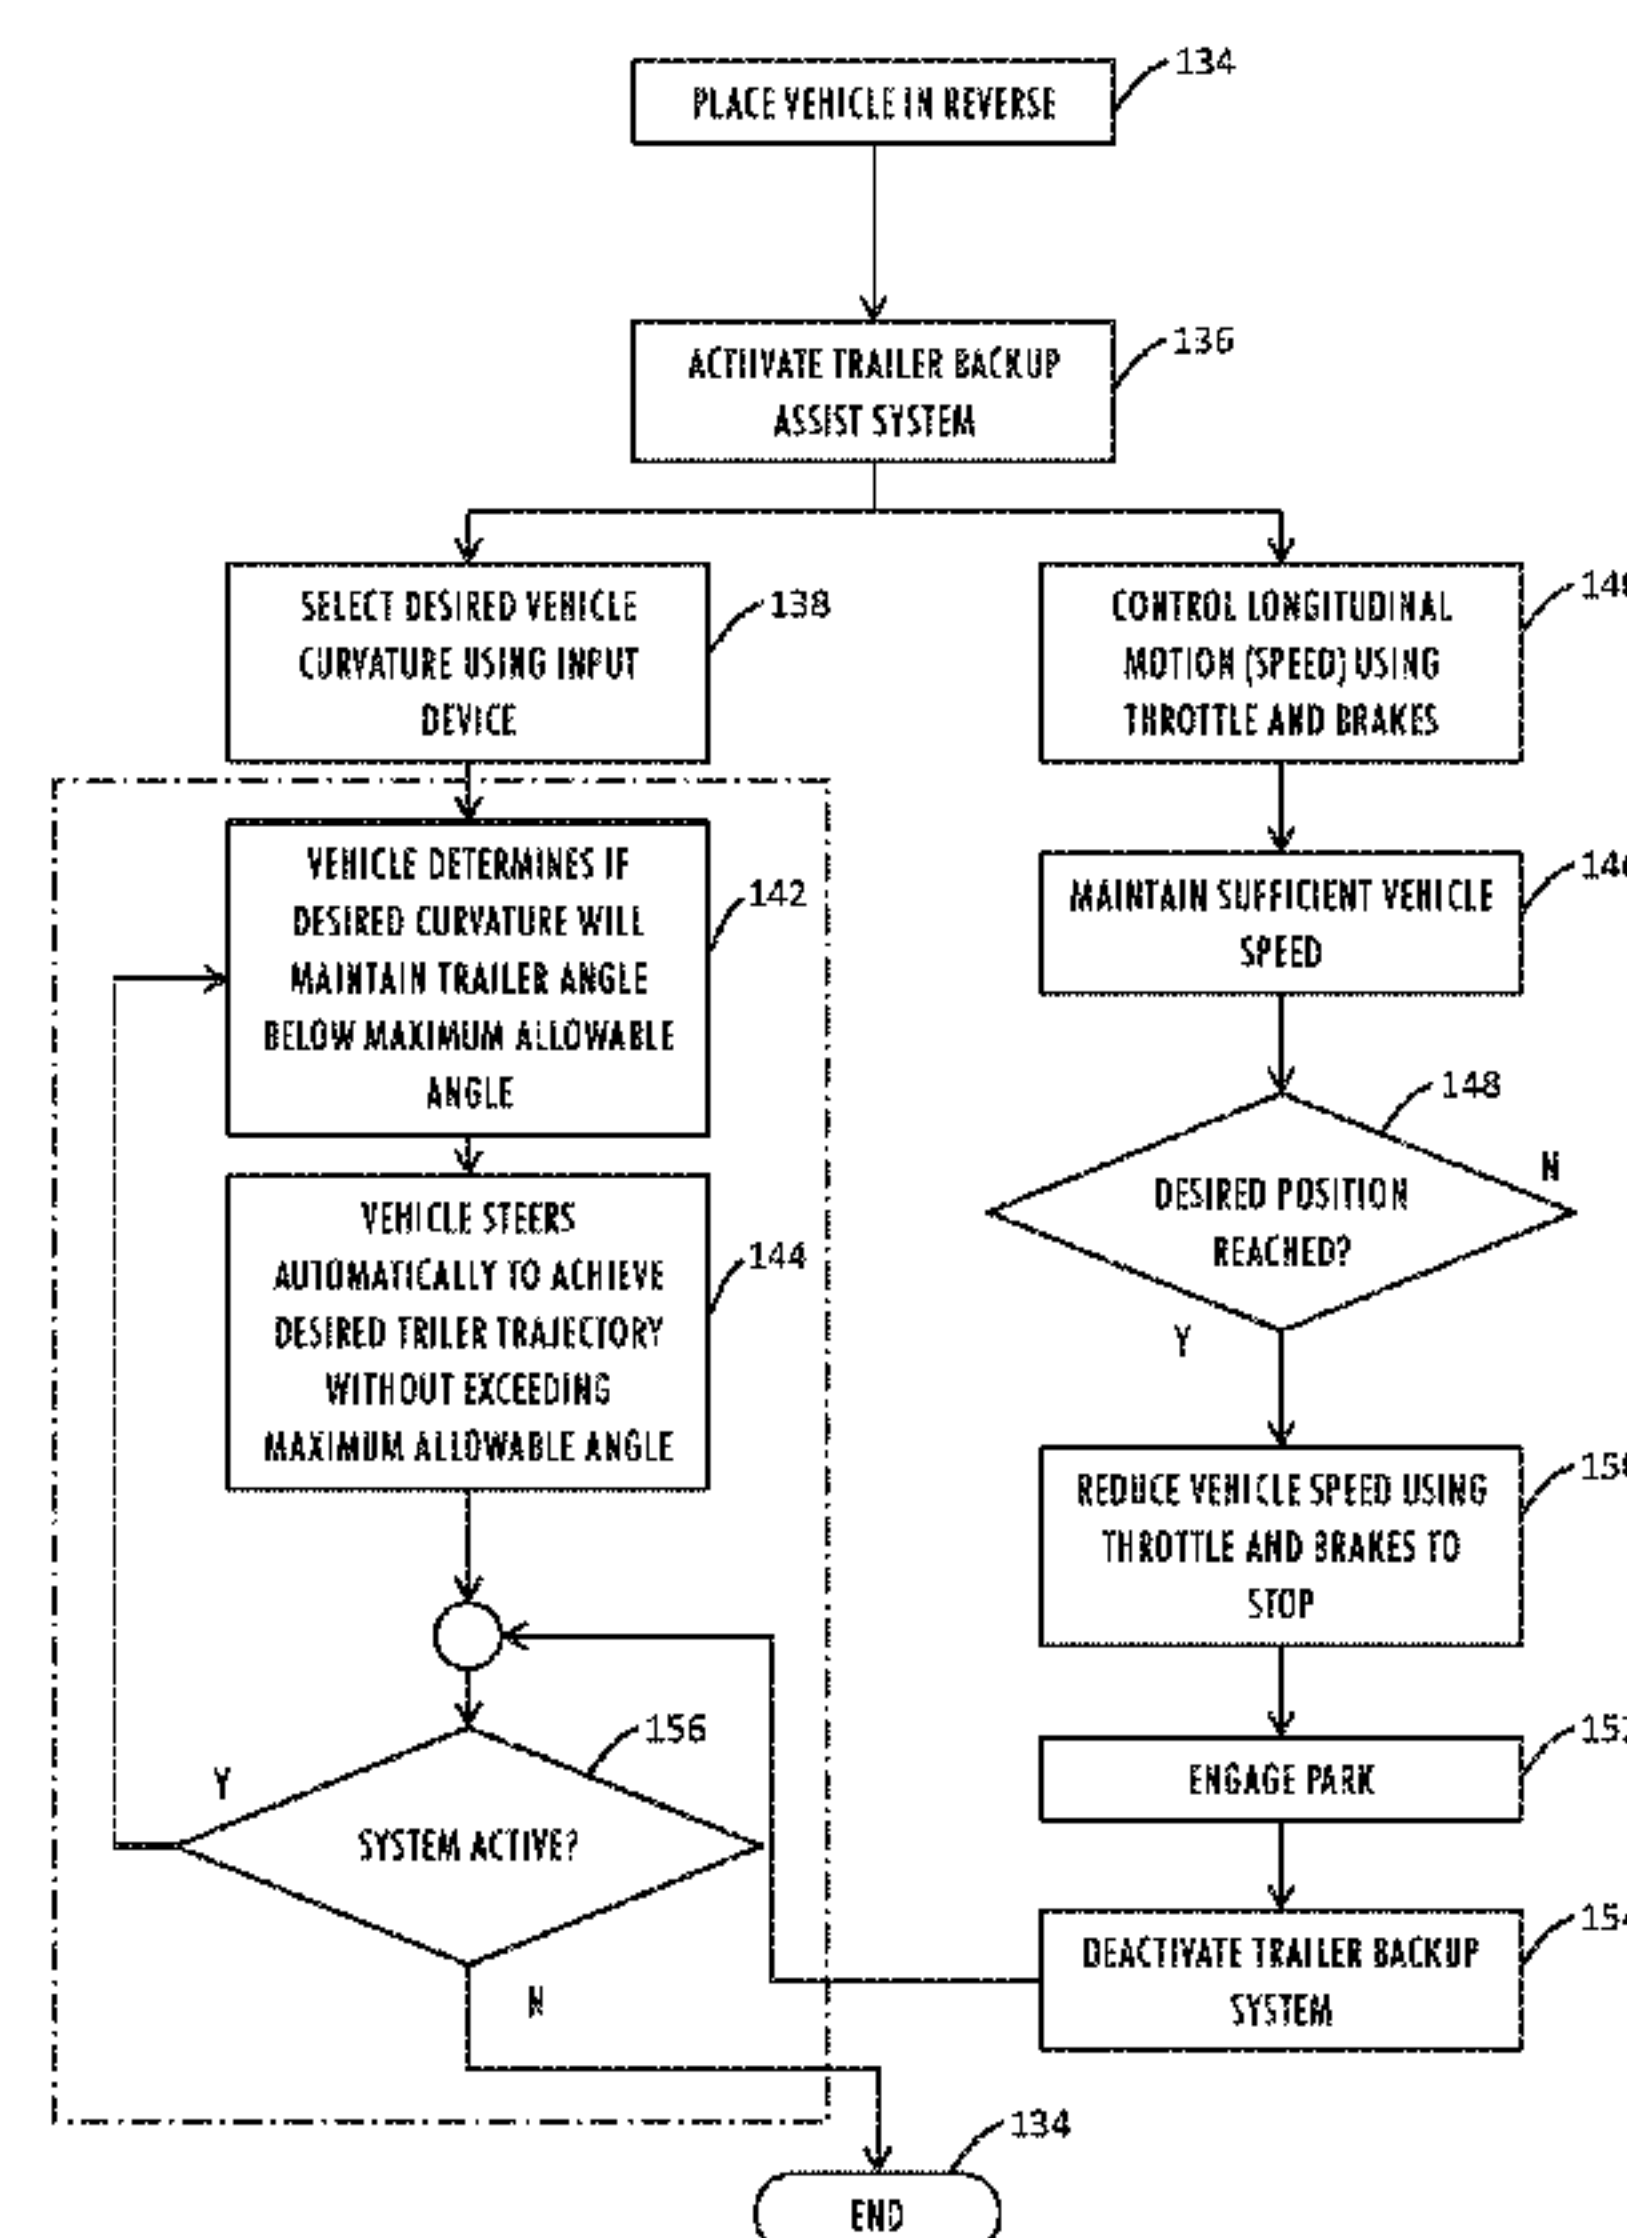 PLACE VEHICLE IN REVERSE
134
ACTIIVATE TRAILER BACKUP
ASSIST SYSTEM
136
SELECT DESIRED VEHICLE
CURVATURE USING INPUT
DEVICE
138
CONTROL LONGITUDINAL
MOTION (SPEED) USING
THROTTLE AND BRAKES
VEHICLE DETERMINES IF
DESIRED CURVATURE WILL
MAINTAIN TRAILER ANGLE
BELOW MAXIMUM ALLOWABLE
ANGLE
142
MAINTAIN SUFFICIENT VEHICLE
SPEED
VEHICLE STEERS
AUTOMATICALLY TO ACHIEVE
DESIRED TRILER TRAJECTORY
WITHOUT EXCEEDING
MAXIMUM ALLOWABLE ANGLE
144
148
DESIRED POSITION
REACHED?
N
Y
REDUCE VEHICLE SPEED USING
THROTTLE AND BRAKES TO
STOP
ENGAGE PARK
156
SYSTEM ACTIVE?
Y
N
DEACTIVATE TRAILER BACKUP
SYSTEM
134
END